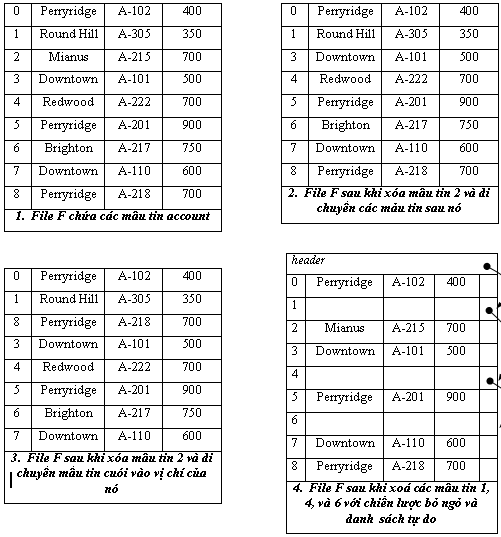 0 Perryridge A-102 400
1 Round Hill A-305 350
2 Mianus A-215 700
3 Downtown A-101 500
4 Redwood A-222 700
5 Perryridge A-201 900
6 Brighton A-217 750
7 Downtown A-110 600
8 Perryridge A-218 700
1. File F chứa các mẫu tin account
0 Perryridge A-102 400
1 Round Hill A-305 350
3 Downtown A-101 500
4 Redwood A-222 700
5 Perryridge A-201 900
6 Brighton A-217 750
7 Downtown A-110 600
8 Perryridge A-218 700
2. File F sau khi xóa mẫu tin 2 và di
chuyển các mẫu tin sau nó
0 Perryridge A-102 400
1 Round Hill A-305 350
8 Perryridge A-218 700
3 Downtown A-101 500
4 Redwood A-222 700
5 Perryridge A-201 900
6 Brighton A-217 750
7 Downtown A-110 600
3. File F sau khi xóa mẫu tin 2 và di
chuyển mẫu tin cuối vào vị chí của
nó
header
0 Perryridge A-102 400
1
2 Mianus A-215 700
3 Downtown A-101 500
4
5 Perryridge A-201 900
6
7 Downtown A-110 600
8 Perryridge A-218 700
4. File F sau khi xoá các mẫu tin 1,
4, và 6 với chiến lược bỏ ngỏ và
danh sách tự do